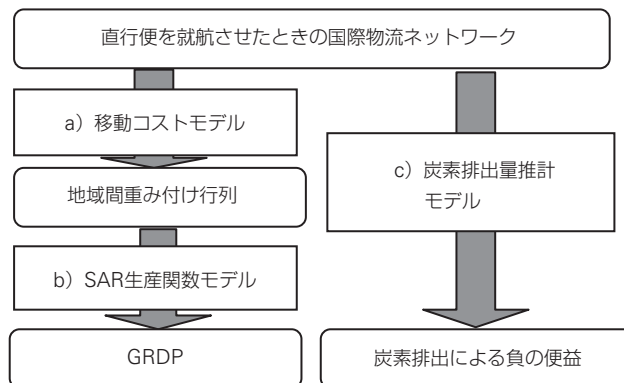 直行便を就航させたときの国際物流ネットワーク
a）移動コストモデル
地域間重み付け行列
b）SAR生産関数モデル
GRDP
c）炭素排出量推計
モデル
炭素排出による負の便益